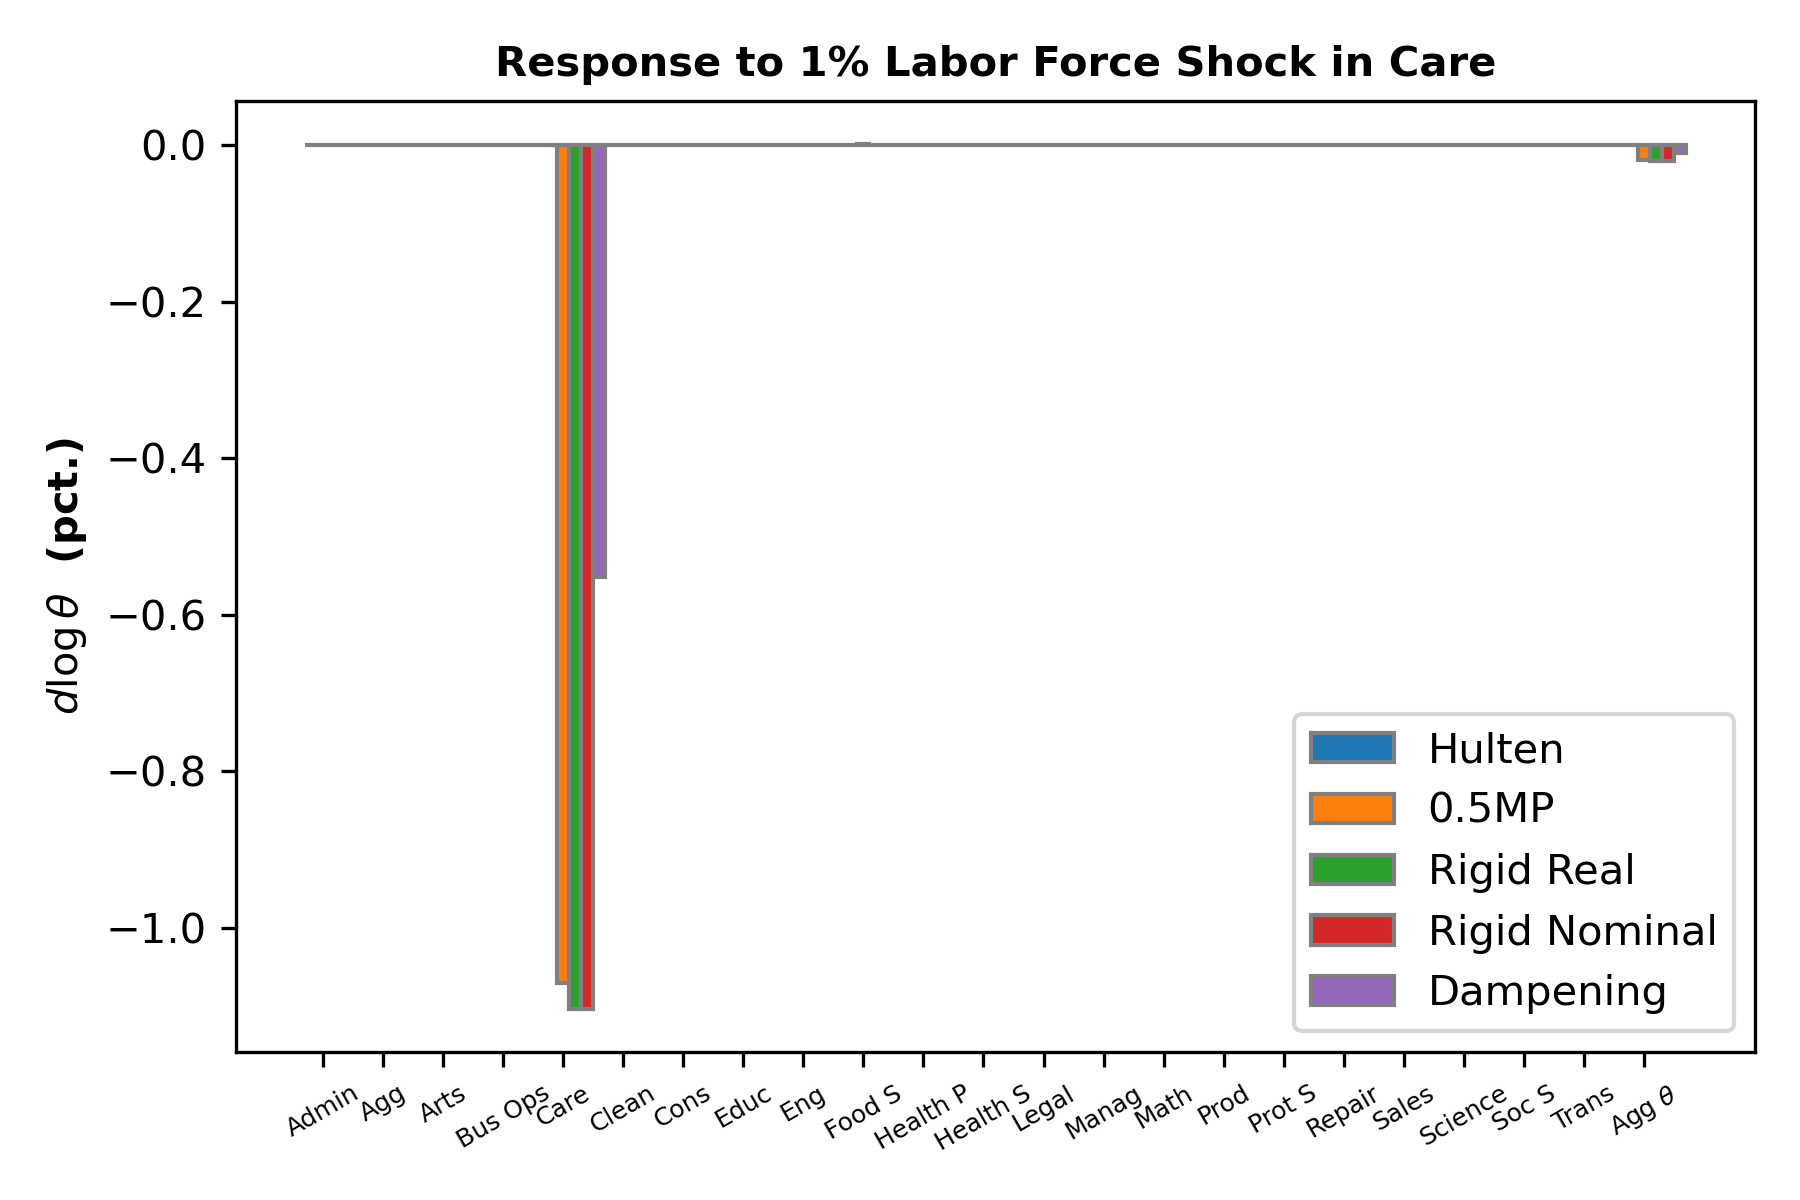 Response to 1% Labor Force Shock in Care
d log θ (pct.)
0.0
−0.2
−0.4
−0.6
−0.8
−1.0
Hulten
0.5MP
Rigid Real
Rigid Nominal
Dampening
Admin
Agg
Arts
Bus Ops
Care
Clean
Cons
Educ
Eng
Food S
Health P
Health S
Legal
Manag
Math
Prod
Prot S
Repair
Sales
Science
Soc S
Trans
Agg θ